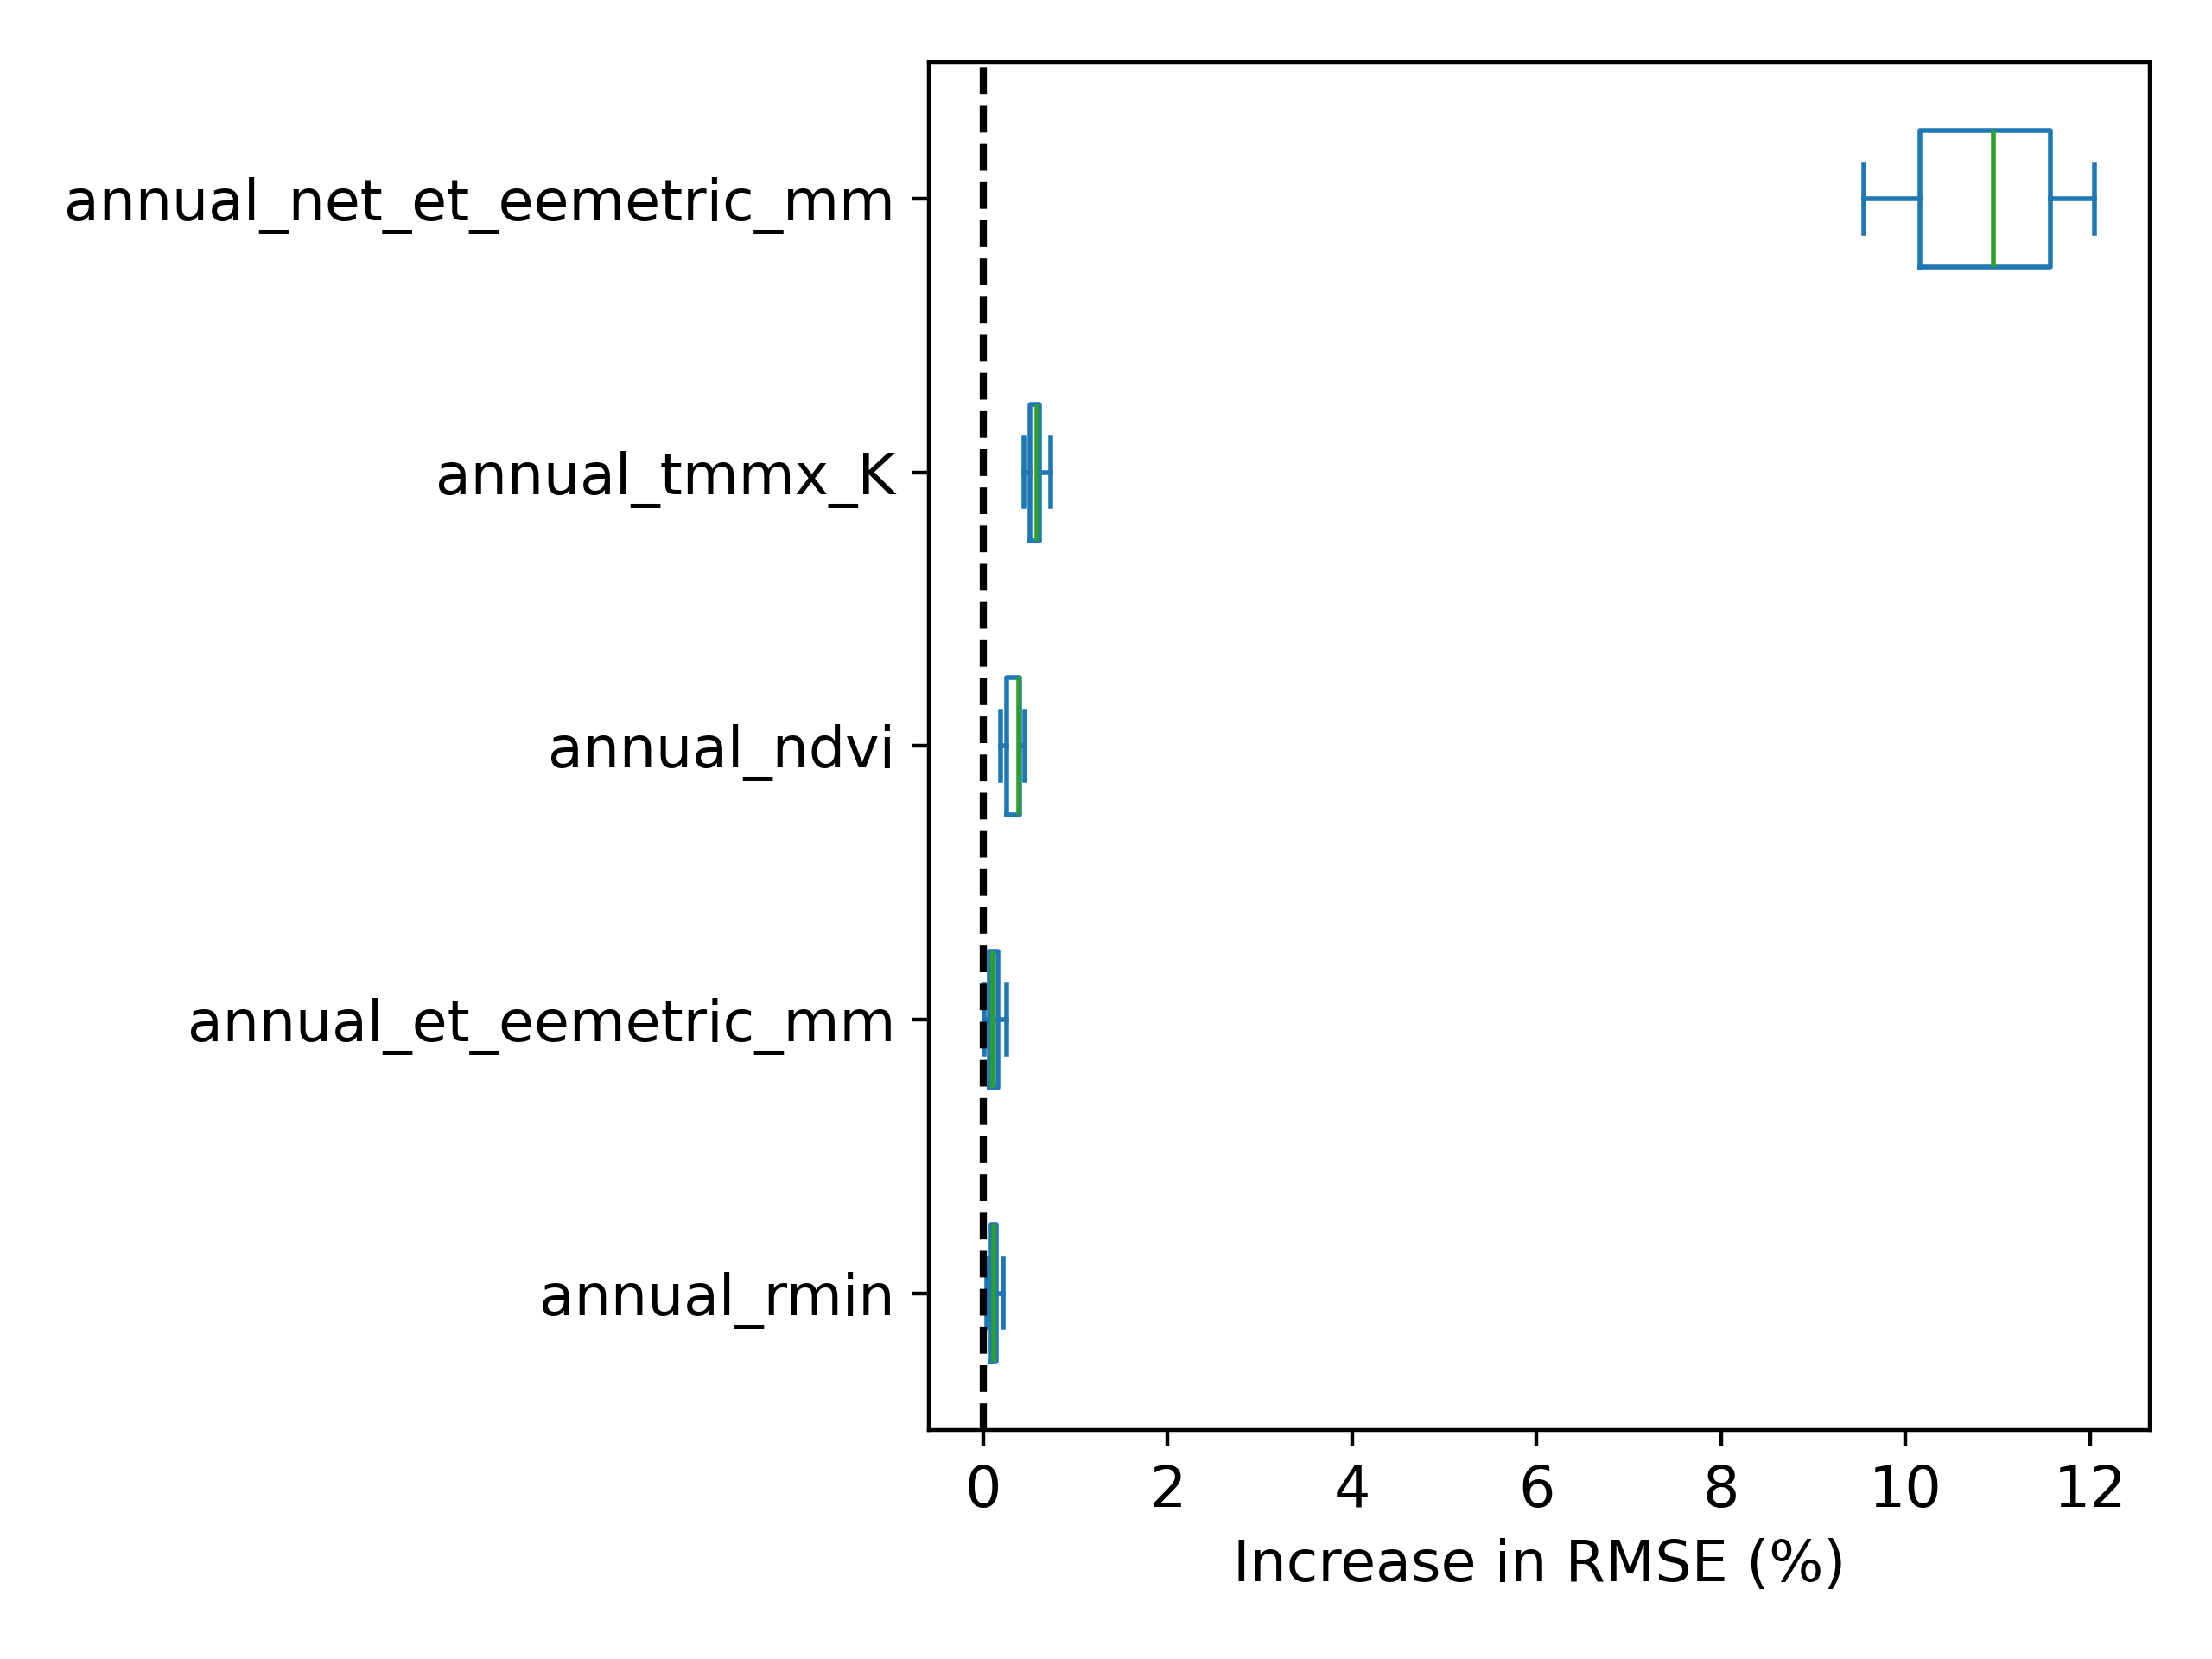 annual_net_et_eemetric_mm
annual_tmmx_K
annual_ndvi
annual_et_eemetric_mm
annual_rmin
0 2 4 6 8 10 12
Increase in RMSE (%)